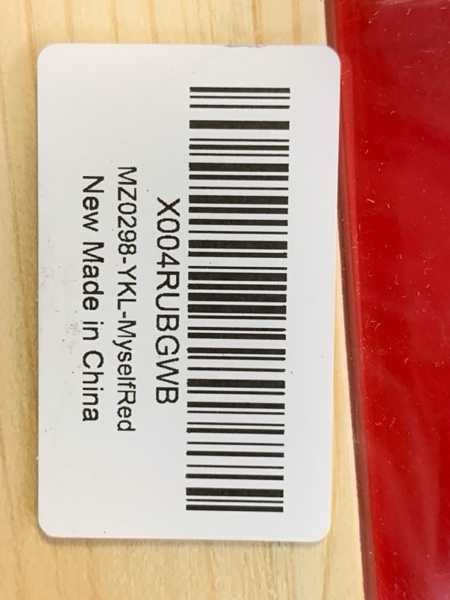 X004RUBGWB
MZ0298-YKL-MyselfRed
New Made in China